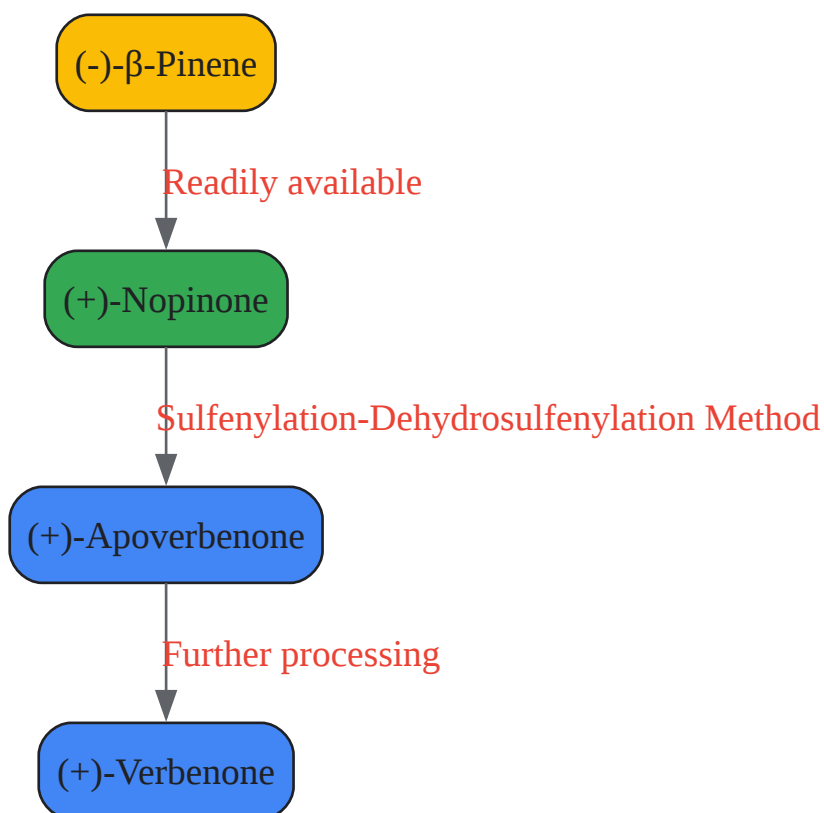 (-)-β-Pinene
Readily available
(+)-Nopinone
Sulfenylation-Dehydrosulfenylation Method
(+)-Apoverbenone
Further processing
(+)-Verbenone